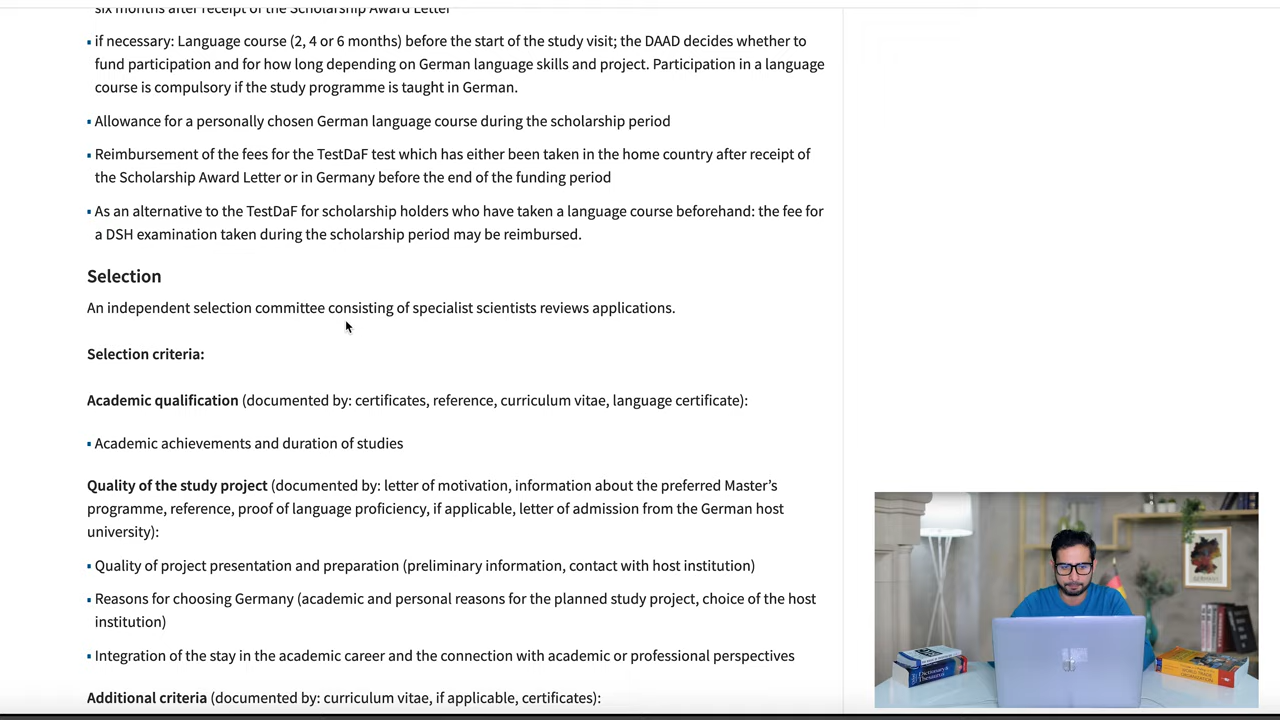 six months after receipt of the Scholarship Award Letter
if necessary: Language course (2, 4 or 6 months) before the start of the study visit; the DAAD decides whether to
fund participation and for how long depending on German language skills and project. Participation in a language
course is compulsory if the study programme is taught in German.
Allowance for a personally chosen German language course during the scholarship period
Reimbursement of the fees for the TestDaF test which has either been taken in the home country after receipt of
the Scholarship Award Letter or in Germany before the end of the funding period
As an alternative to the TestDaF for scholarship holders who have taken a language course beforehand: the fee for
a DSH examination taken during the scholarship period may be reimbursed.
Selection
An independent selection committee consisting of specialist scientists reviews applications.
Selection criteria:
Academic qualification (documented by: certificates, reference, curriculum vitae, language certificate):
Academic achievements and duration of studies
Quality of the study project (documented by: letter of motivation, information about the preferred Master’s
programme, reference, proof of language proficiency, if applicable, letter of admission from the German host
university):
Quality of project presentation and preparation (preliminary information, contact with host institution)
Reasons for choosing Germany (academic and personal reasons for the planned study project, choice of the host
institution)
Integration of the stay in the academic career and the connection with academic or professional perspectives
Additional criteria (documented by: curriculum vitae, if applicable, certificates):